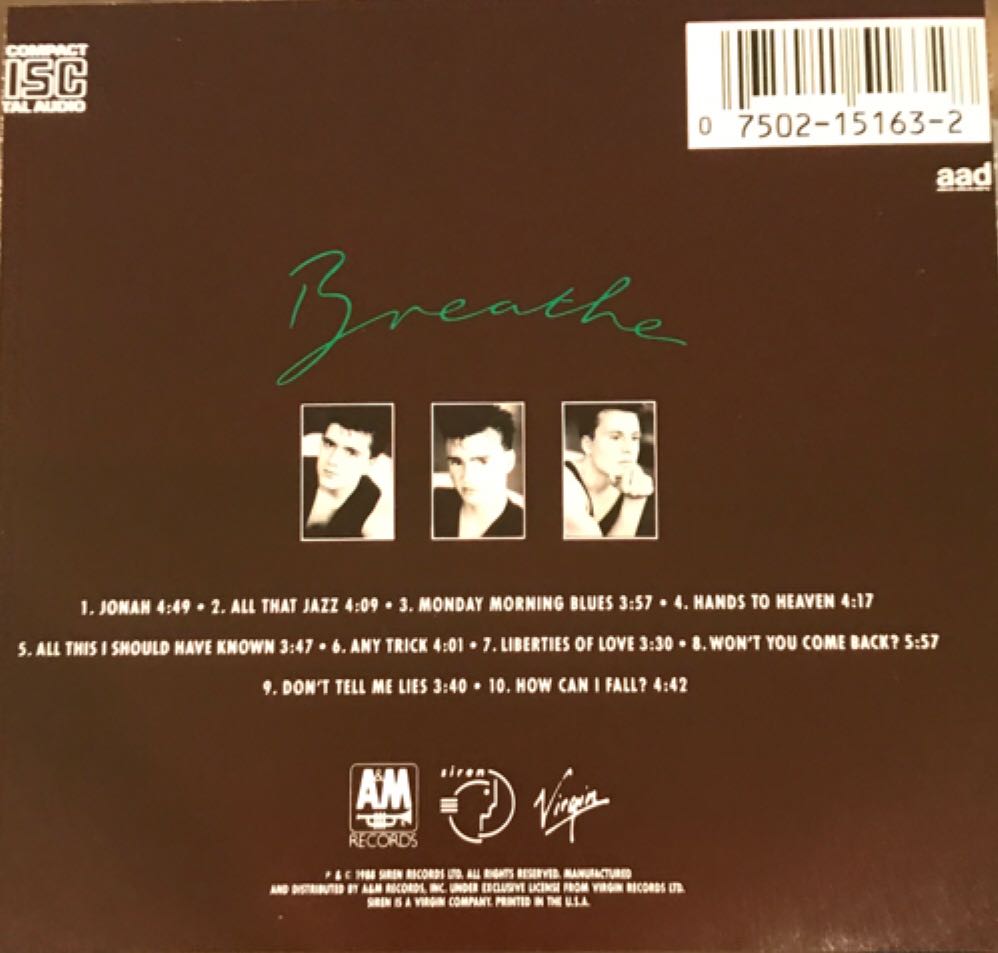 COMPACT
ISC
TAL AUDIO
0 7502-15163-2
aad
Breathe
1. JONAH 4:49 • 2. ALL THAT JAZZ 4:09 • 3. MONDAY MORNING BLUES 3:57 • 4. HANDS TO HEAVEN 4:17
5. ALL THIS I SHOULD HAVE KNOWN 3:47 • 6. ANY TRICK 4:01 • 7. LIBERTIES OF LOVE 3:30 • 8. WON'T YOU COME BACK? 5:57
9. DON'T TELL ME LIES 3:40 • 10. HOW CAN I FALL? 4:42
A&M
RECORDS
siren
Virgin
P & C 1988 SIREN RECORDS LTD. ALL RIGHTS RESERVED. MANUFACTURED
AND DISTRIBUTED BY A&M RECORDS, INC. UNDER EXCLUSIVE LICENSE FROM VIRGIN RECORDS LTD.
SIREN IS A VIRGIN COMPANY. PRINTED IN THE U.S.A.